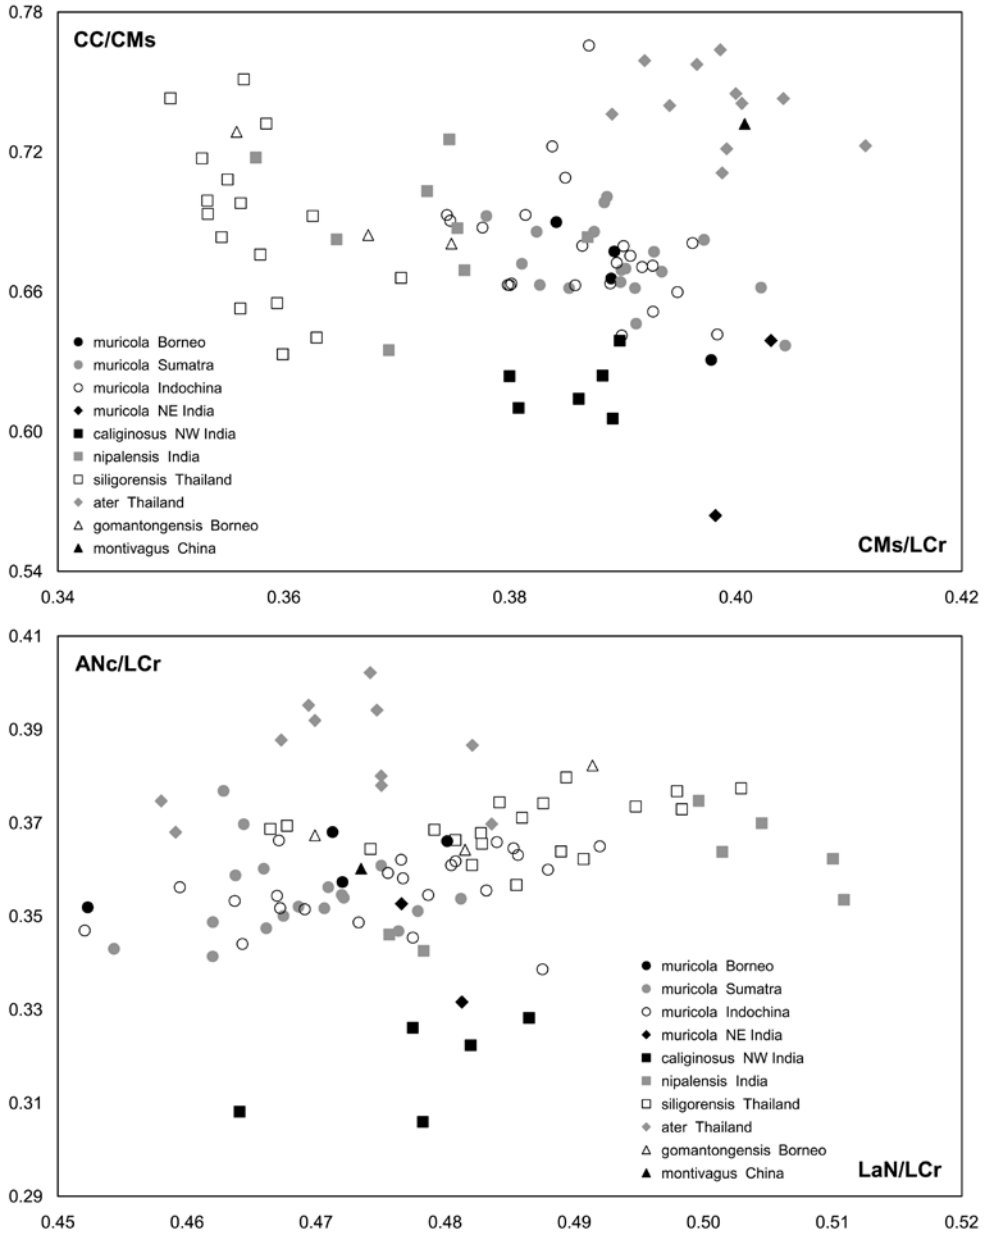 0.78
CC/CMs
0.72
0.66
muricola Borneo
muricola Sumatra
muricola Indochina
muricola NE India
0.60
caliginosus NW India
nipalensis India
siligorensis Thailand
ater Thailand
gomantongensis Borneo
montivagus China
CMs/LCr
0.54
0.34 0.36 0.38 0.40 0.42
0.41
ANc/LCr
0.39
0.37
0.35
0.33
muricola Borneo
muricola Sumatra
muricola Indochina
muricola NE India
caliginosus NW India
nipalensis India
0.31
siligorensis Thailand
ater Thailand
gomantongensis Borneo
montivagus China
LaN/LCr
0.29
0.45 0.46 0.47 0.48 0.49 0.50 0.51 0.52